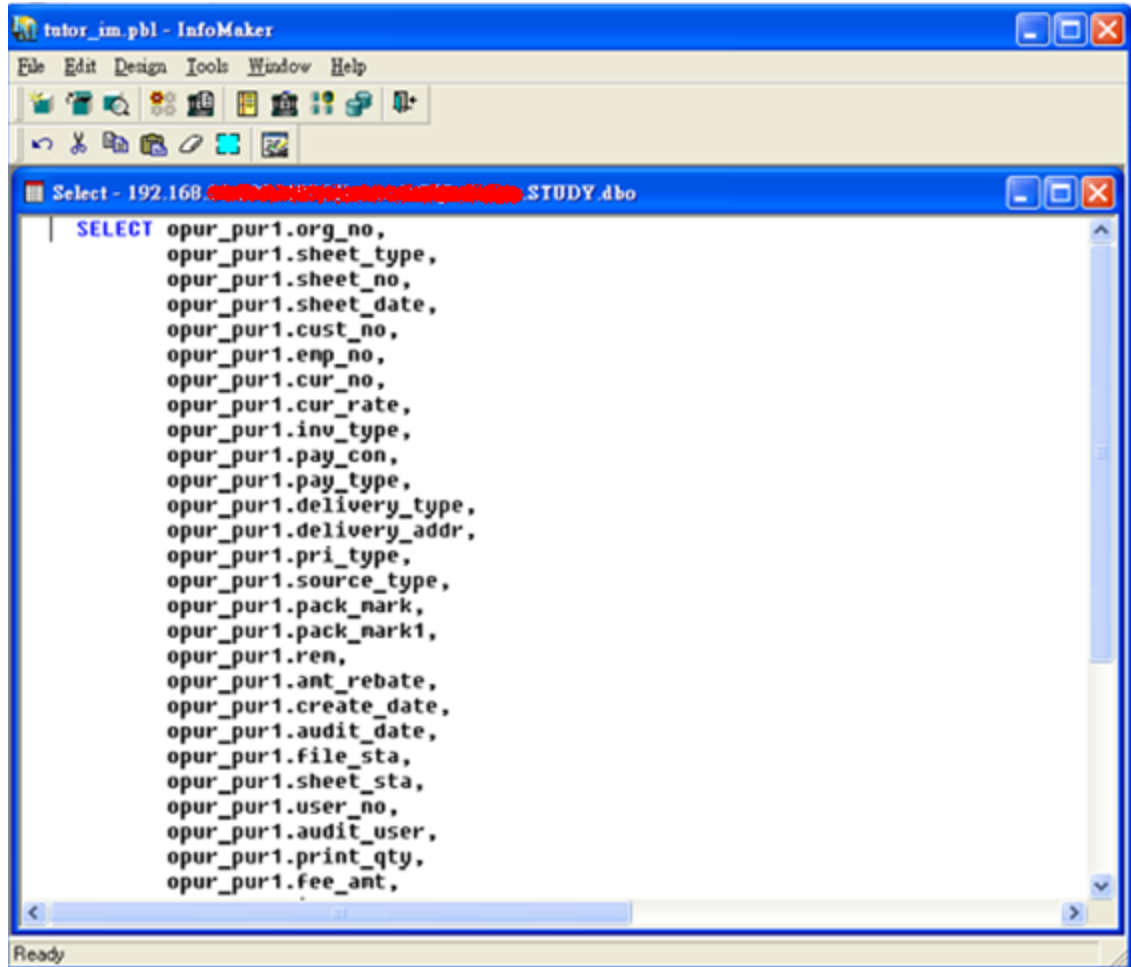 tutor_im.pbl - InfoMaker
File Edit Design Tools Window Help
Select - 192.168. .STUDY.dbo
SELECT opur_pur1.org_no,
opur_pur1.sheet_type,
opur_pur1.sheet_no,
opur_pur1.sheet_date,
opur_pur1.cust_no,
opur_pur1.emp_no,
opur_pur1.cur_no,
opur_pur1.cur_rate,
opur_pur1.inv_type,
opur_pur1.pay_con,
opur_pur1.pay_type,
opur_pur1.delivery_type,
opur_pur1.delivery_addr,
opur_pur1.pri_type,
opur_pur1.source_type,
opur_pur1.pack_mark,
opur_pur1.pack_mark1,
opur_pur1.rem,
opur_pur1.amt_rebate,
opur_pur1.create_date,
opur_pur1.audit_date,
opur_pur1.file_sta,
opur_pur1.sheet_sta,
opur_pur1.user_no,
opur_pur1.audit_user,
opur_pur1.print_qty,
opur_pur1.fee_amt,
Ready